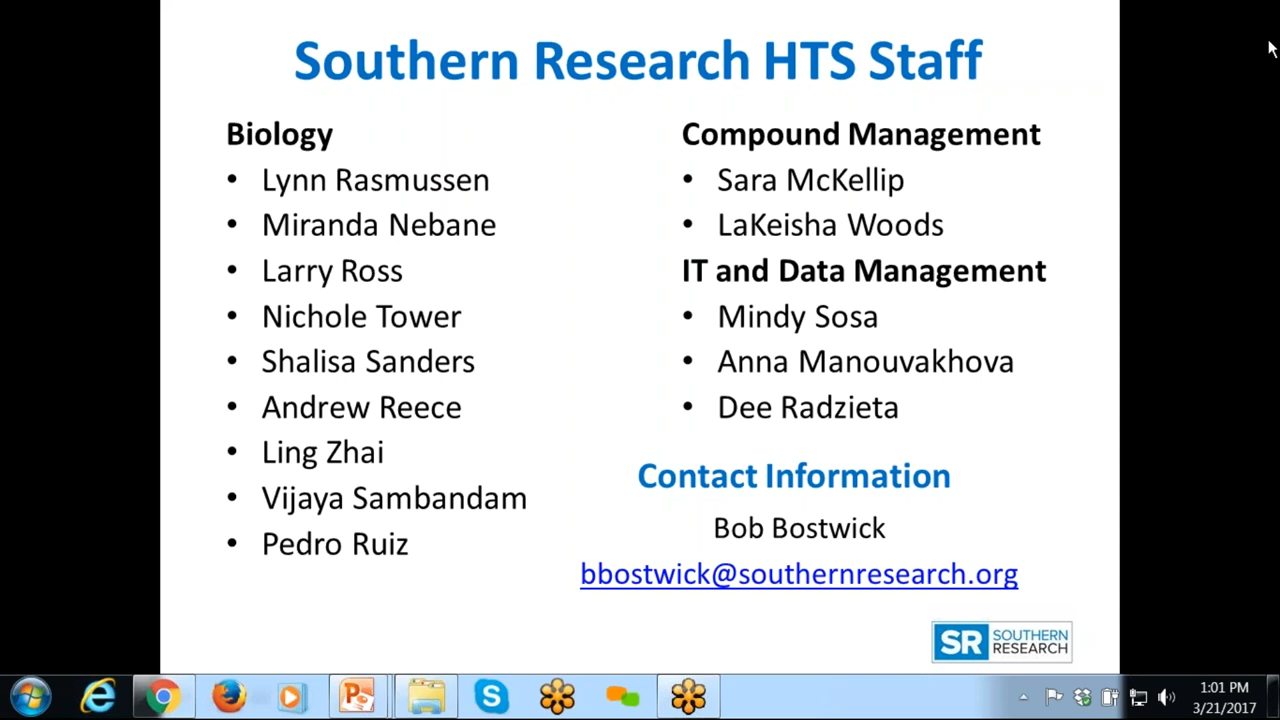 Southern Research HTS Staff
Biology
• Lynn Rasmussen
• Miranda Nebane
• Larry Ross
• Nichole Tower
• Shalisa Sanders
• Andrew Reece
• Ling Zhai
• Vijaya Sambandam
• Pedro Ruiz
Compound Management
• Sara McKellip
• LaKeisha Woods
IT and Data Management
• Mindy Sosa
• Anna Manouvakhova
• Dee Radzieta
Contact Information
Bob Bostwick
bbostwick@southernresearch.org
SR SOUTHERN
RESEARCH
1:01 PM
3/21/2017